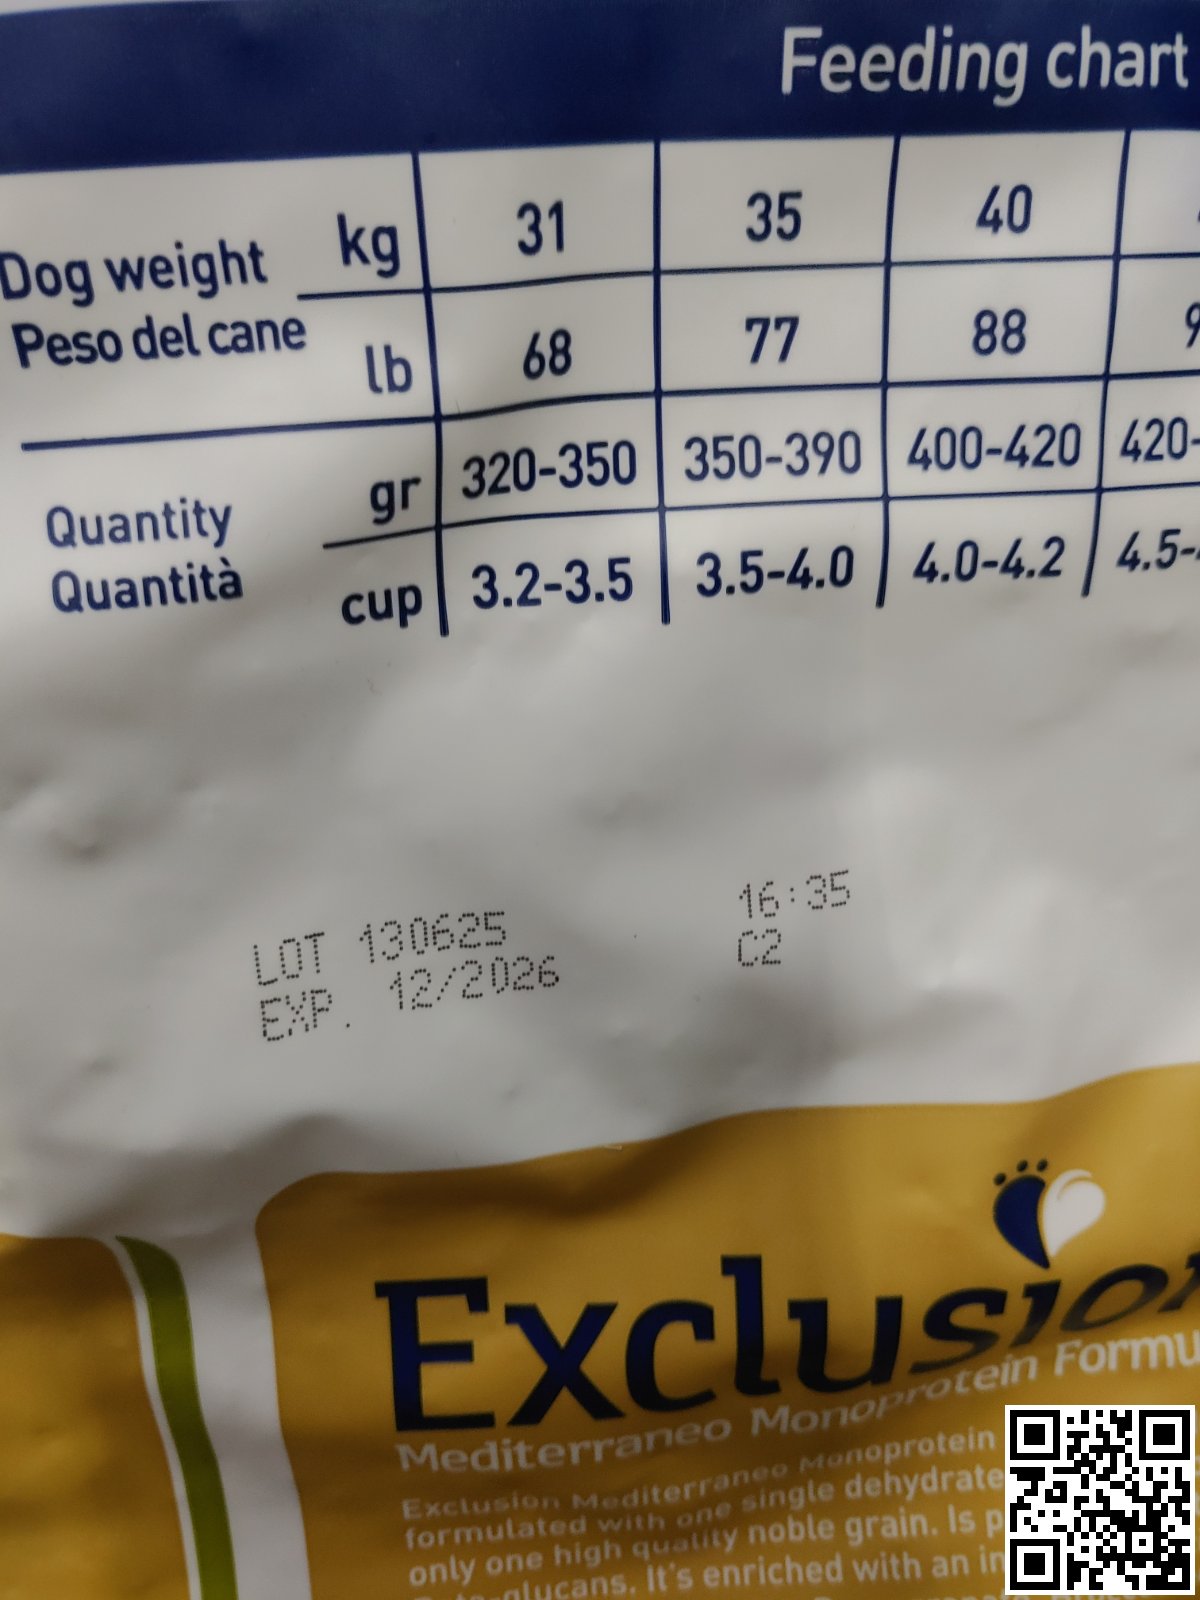 Feeding chart
Dog weight
Peso del cane
kg 31 35 40
lb 68 77 88
Quantity
Quantità
gr 320-350 350-390 400-420 420-
cup 3.2-3.5 3.5-4.0 4.0-4.2 4.5-
LOT 130625 16:35
EXP. 12/2026 C2
Exclusion
Mediterraneo Monoprotein Formu
Exclusion Mediterraneo Monoprotein
formulated with one single dehydrate
only one high quality noble grain. Is p
glucans. It's enriched with an in